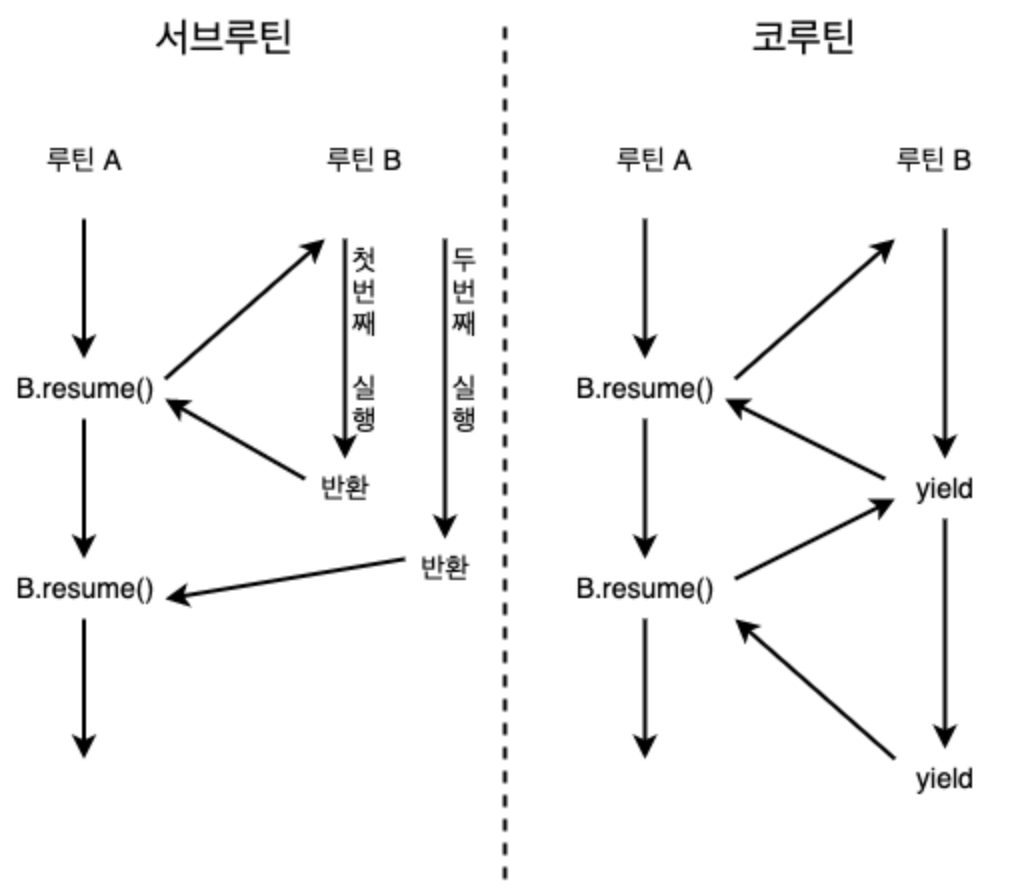 서브루틴
루틴 A
루틴 B
B.resume()
첫번째 실행
두번째 실행
반환
반환
B.resume()
코루틴
루틴 A
루틴 B
B.resume()
yield
B.resume()
yield